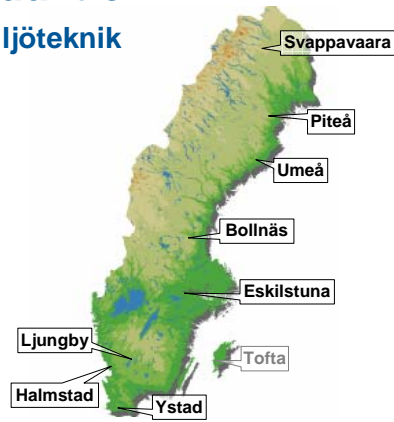 ljöteknik
Svappavaara
Piteå
Umeå
Bollnäs
Eskilstuna
Ljungby
Tofta
Halmstad
Ystad